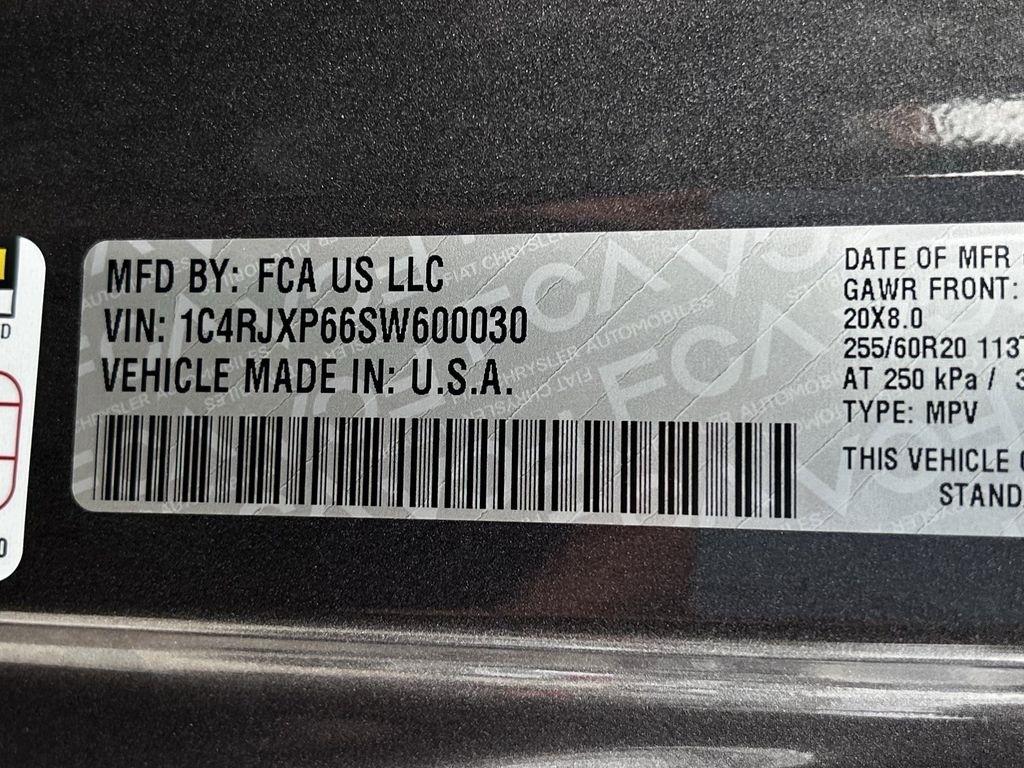 MFD BY: FCA US LLC
VIN: 1C4RJXP66SW600030
VEHICLE MADE IN: U.S.A.
DATE OF MFR
GAWR FRONT:
20X8.0
255/60R20 113T
AT 250 kPa /
TYPE: MPV
THIS VEHICLE
STAND